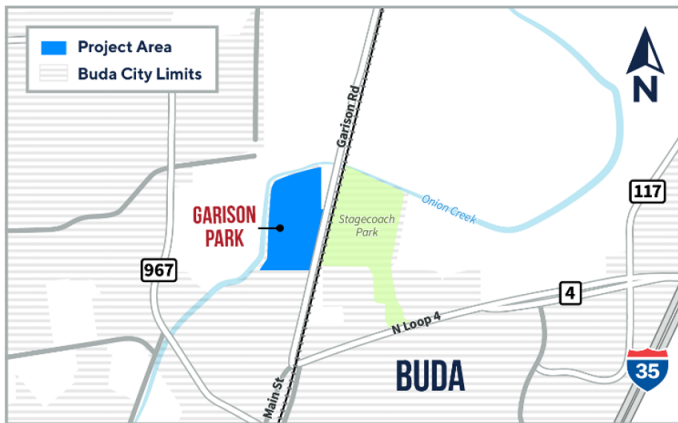 Project Area
Buda City Limits
N
Garison Rd
117
GARISON
PARK
Stagecoach
Park
Onion Creek
967
4
N Loop 4
BUDA
35
Main St